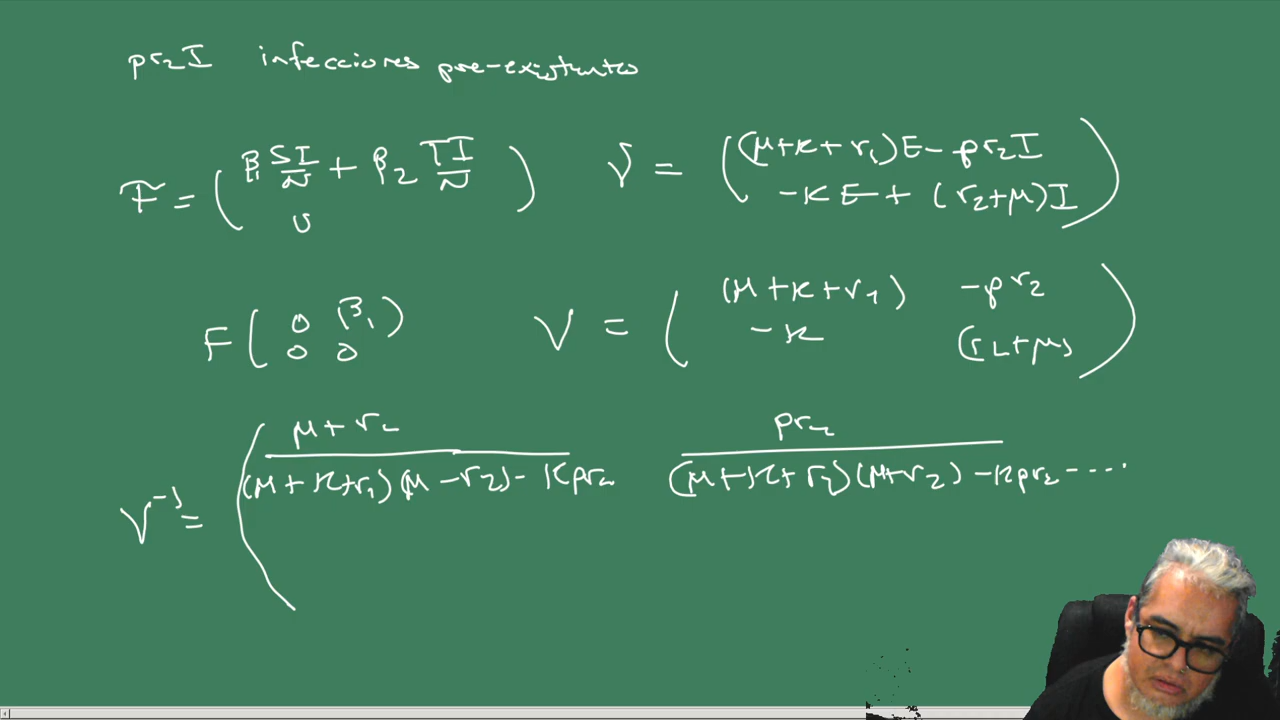 pr₂I infecciones pre-existentes
F = ( β₁ SI/N + β₂ TI/N ) V = ( (μ+κ+r₁)E - pr₂I )
0 -κE + (r₂+μ)I
F ( 0 β₁ ) V = ( (μ+κ+r₁) -pr₂ )
0 0 -κ (r₂+μ)
μ+r₂ pr₂
V⁻¹ = ( (μ+κ+r₁)(μ-r₂) - κpr₂ (μ+κ+r₁)(μ+r₂) - κpr₂ ----